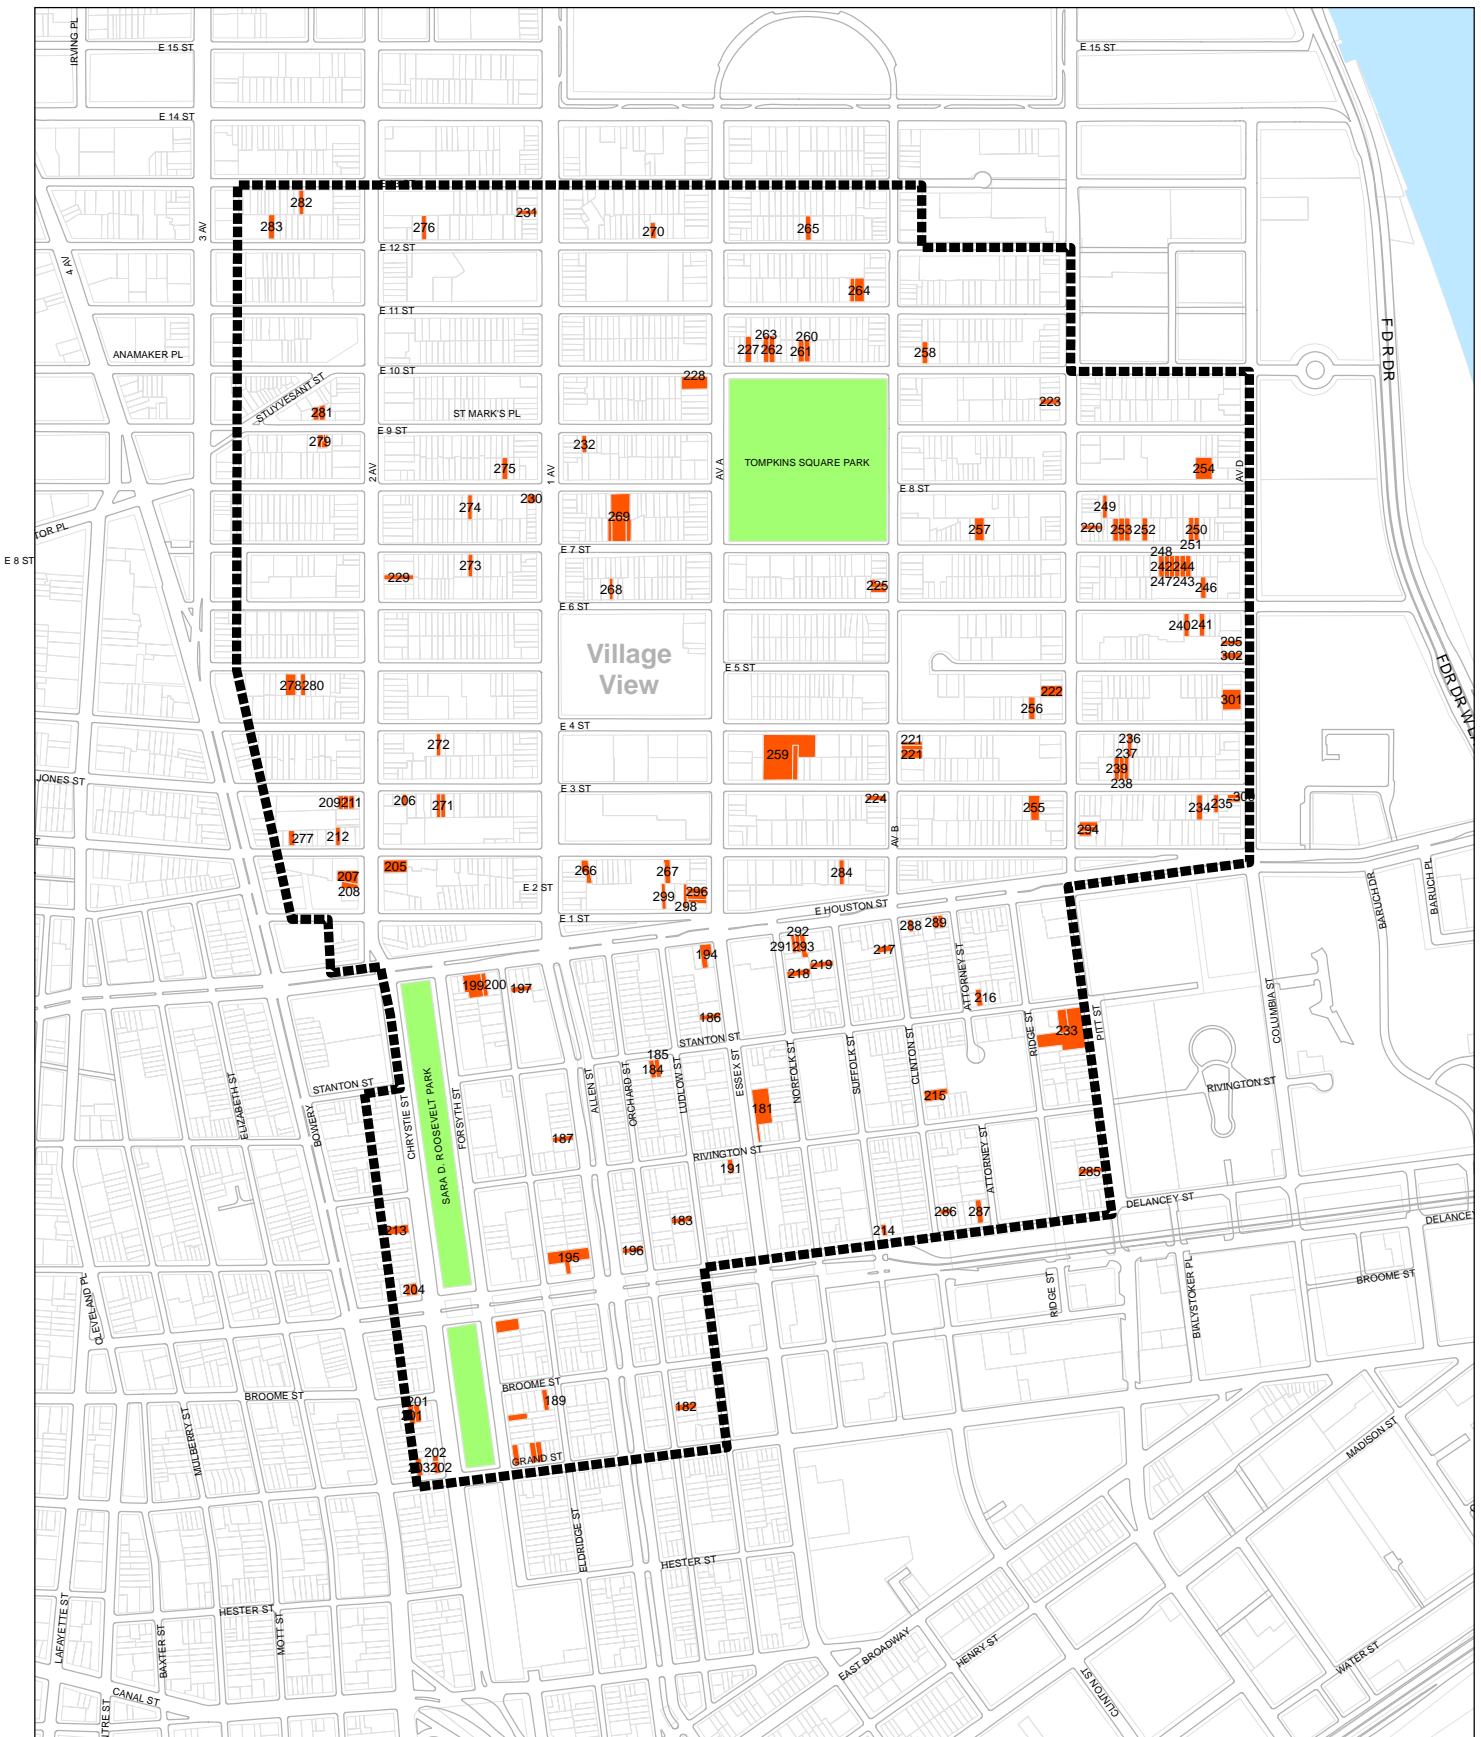 IRVING PL
E 15 ST
E 15 ST
E 14 ST
282
231
283
276
270
265
3 AV
E 12 ST
4 AV
264
E 11 ST
263
260
227
262
261
258
ANAMAKER PL
F D R DR
E 10 ST
228
STUYVESANT ST
281
ST MARK'S PL
223
E 9 ST
279
232
275
2 AV
1 AV
AV A
TOMPKINS SQUARE PARK
254
AV D
E 8 ST
274
230
269
249
257
220
253
252
250
TOR PL
251
E 7 ST
248
E 8 ST
273
242
244
229
268
225
247
243
246
E 6 ST
240
241
295
302
Village
View
E 5 ST
278
280
222
301
256
FDR DR W L
E 4 ST
272
221
236
259
221
237
239
238
JONES ST
E 3 ST
209
211
206
271
224
255
234
235
277
212
AV B
294
T
205
266
267
284
207
208
E 2 ST
299
296
298
E HOUSTON ST
BARUCH DR
BARUCH PL
E 1 ST
288
289
292
291
293
217
194
219
218
ATTORNEY ST
199
200
197
216
186
STANTON ST
RIDGE ST
233
PITT ST
COLUMBIA ST
185
184
SARA D. ROOSEVELT PARK
STANTON ST
ELIZABETH ST
BOWERY
CHRYSTIE ST
FORSYTH ST
ALLEN ST
ORCHARD ST
LUDLOW ST
ESSEX ST
NORFOLK ST
SUFFOLK ST
CLINTON ST
RIVINGTON ST
215
181
187
RIVINGTON ST
191
ATTORNEY ST
285
DELANCEY ST
286
287
183
213
214
DELANCEY
196
195
204
BROOME ST
CLEVELAND PL
RIDGE ST
BIALYSTOKER PL
BROOME ST
BROOME ST
189
201
201
182
MULBERRY ST
202
203
202
GRAND ST
MADISON ST
ELDRIDGE ST
HESTER ST
HESTER ST
LAFAYETTE ST
BAXTER ST
MOTT ST
EAST BROADWAY
HENRY ST
WATER ST
CANAL ST
CLINTON ST
TRE ST